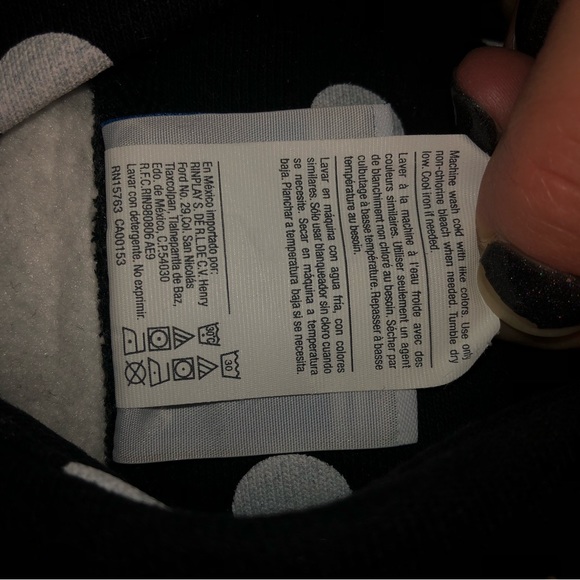 Machine wash cold with like colors. Use only
non-chlorine bleach when needed. Tumble dry
low. Cool iron if needed.
Laver à la machine à l'eau froide avec des
couleurs similaires. Utiliser seulement un agent
de blanchiment non chloré au besoin. Sécher par
culbutage à basse température. Repasser à basse
température au besoin.
Lavar en máquina con agua fría, con colores
similares. Sólo usar blanqueador sin cloro cuando
se necesite. Secar en máquina a temperatura
baja. Planchar a temperatura baja si se necesita.
30
30°C
En México importado por:
RINPLAY S. DE R.L. DE C.V. Henry
Ford No. 29 Col. San Nicolás
Tlaxcolpan, Tlalnepantla de Baz,
Edo. de México, C.P. 54030
R.F.C. RIN980806 AE9
Lavar con detergente. No exprimir.
RN15763 CA00153